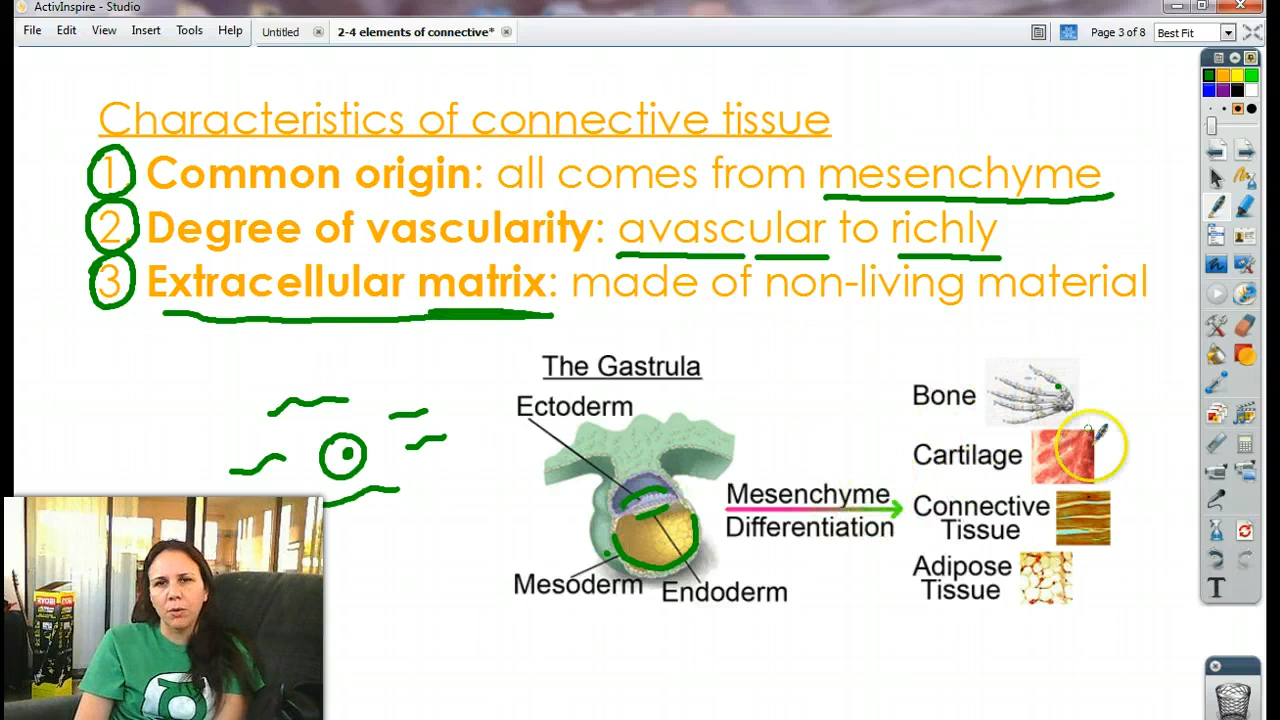 ActivInspire - Studio
File Edit View Insert Tools Help
Untitled
2-4 elements of connective*
Page 3 of 8
Best Fit
Characteristics of connective tissue
1. Common origin: all comes from mesenchyme
2. Degree of vascularity: avascular to richly
3. Extracellular matrix: made of non-living material
The Gastrula
Ectoderm
Mesoderm
Endoderm
Mesenchyme
Differentiation
Bone
Cartilage
Connective
Tissue
Adipose
Tissue
RYOBI
RYOBI